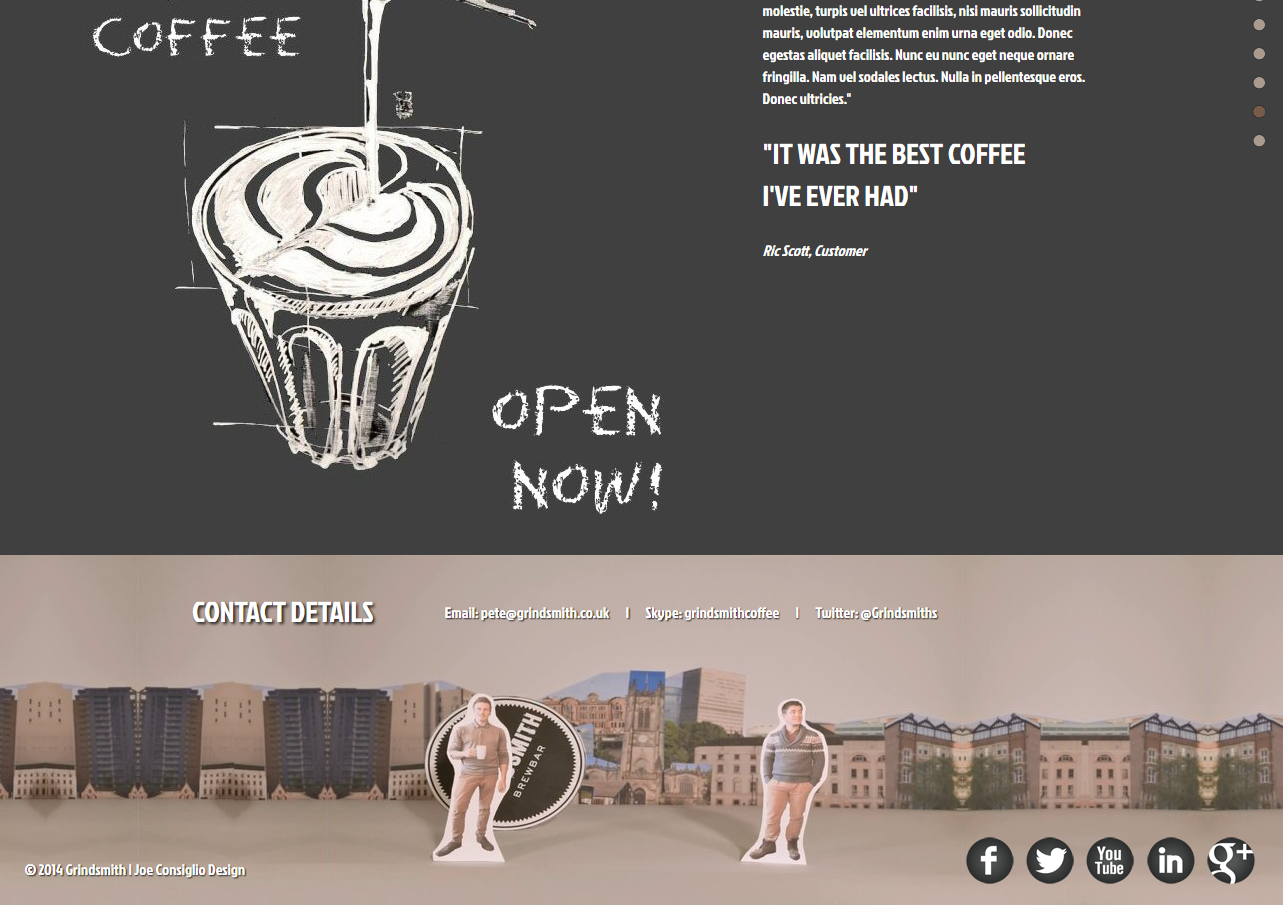 COFFEE
OPEN
NOW!
molestie, turpis vel ultrices facilisis, nisi mauris sollicitudin
mauris, volutpat elementum enim urna eget odio. Donec
egestas aliquet facilisis. Nunc eu nunc eget neque ornare
fringilla. Nam vel sodales lectus. Nulla in pellentesque eros.
Donec ultricies."
"IT WAS THE BEST COFFEE
I'VE EVER HAD"
Ric Scott, Customer
CONTACT DETAILS
Email: pete@grindsmith.co.uk | Skype: grindsmithcoffee | Twitter: @Grindsmiths
SMITH
BREWBAR
© 2014 Grindsmith | Joe Consiglio Design
f
You
Tube
in
g+